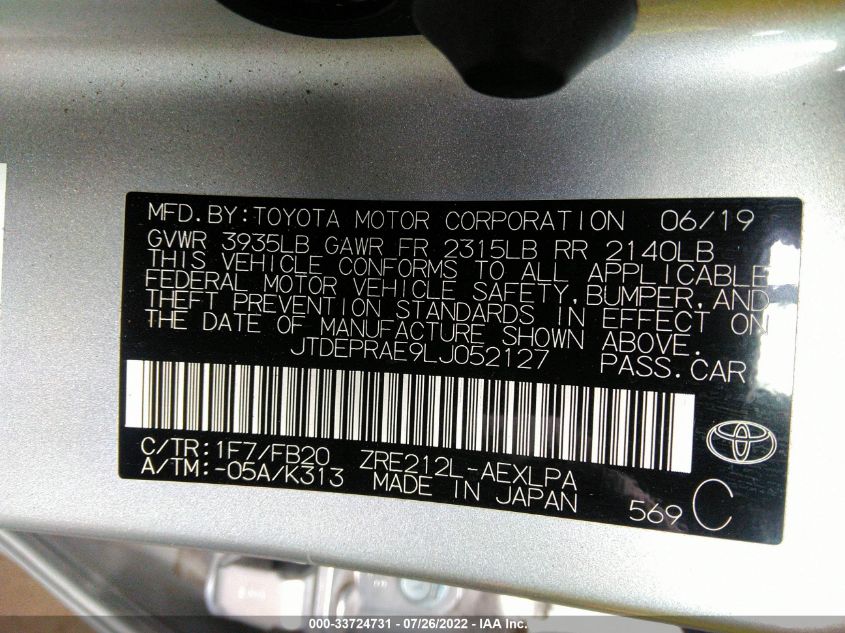 MFD.BY:TOYOTA MOTOR CORPORATION 06/19
GVWR 3935LB GAWR FR 2315LB RR 2140LB
THIS VEHICLE CONFORMS TO ALL APPLICABLE
FEDERAL MOTOR VEHICLE SAFETY,BUMPER,AND
THEFT PREVENTION STANDARDS IN EFFECT ON
THE DATE OF MANUFACTURE SHOWN ABOVE.
JTDEPRAE9LJ052127 PASS.CAR
C/TR:1F7/FB20 ZRE212L-AEXLPA
A/TM:-05A/K313 MADE IN JAPAN
569 C
000-33724731 - 07/26/2022 - IAA Inc.